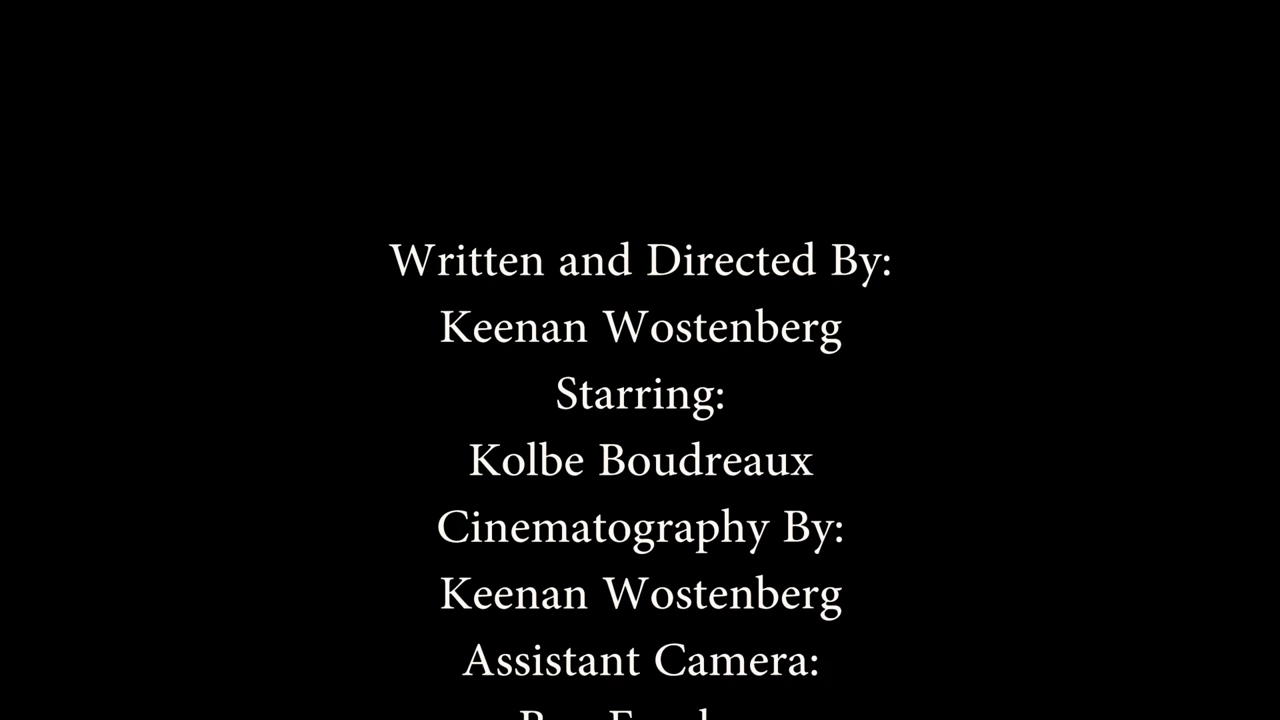 Written and Directed By:
Keenan Wostenberg
Starring:
Kolbe Boudreaux
Cinematography By:
Keenan Wostenberg
Assistant Camera: